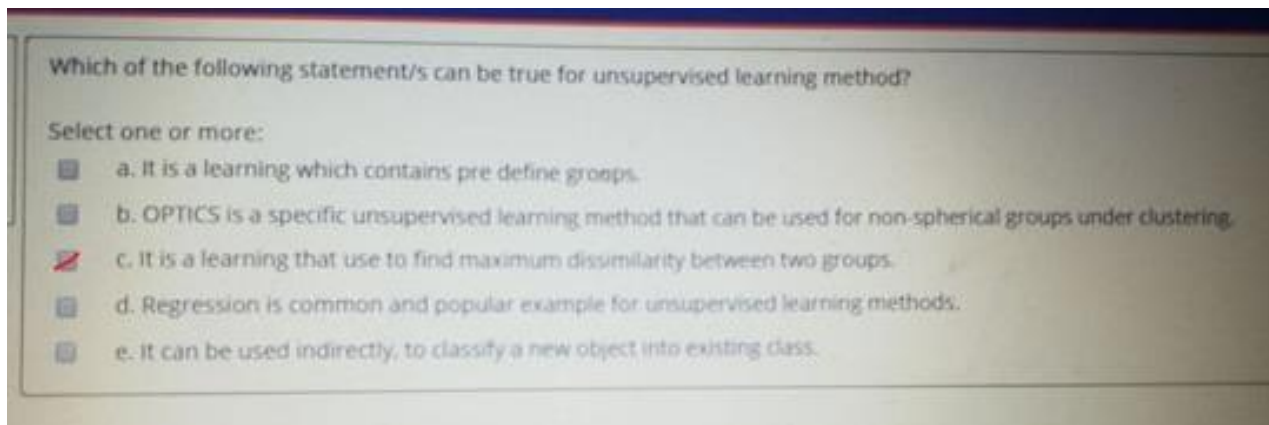 Which of the following statement/s can be true for unsupervised learning method?
Select one or more:
a. It is a learning which contains pre define groops.
b. OPTICS is a specific unsupervised learning method that can be used for non-spherical groups under clustering.
c. It is a learning that use to find maximum dissimilarity between two groups.
d. Regression is common and popular example for unsupervised learning methods.
e. It can be used indirectly, to classify a new object into existing class.